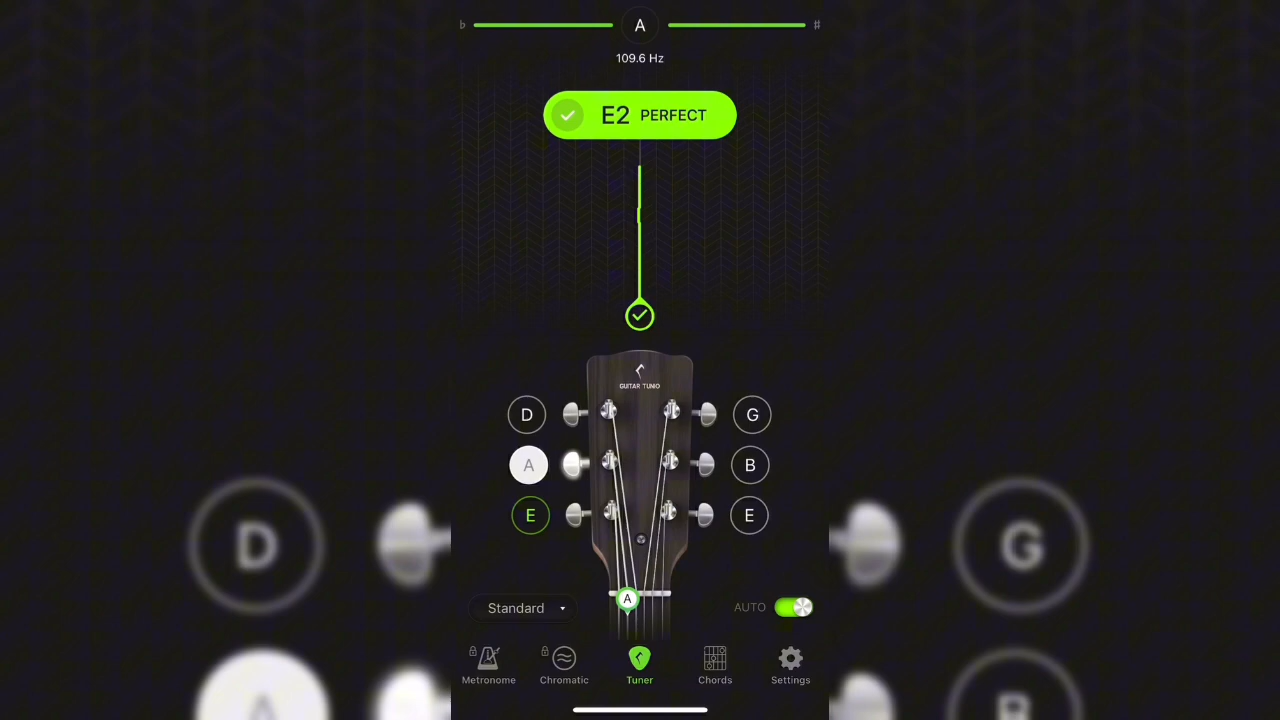 ♭ A ♯
109.6 Hz
E2 PERFECT
GUITAR TUNIO
D G
A B
E E
A
Standard AUTO
Metronome Chromatic Tuner Chords Settings
D G
A B